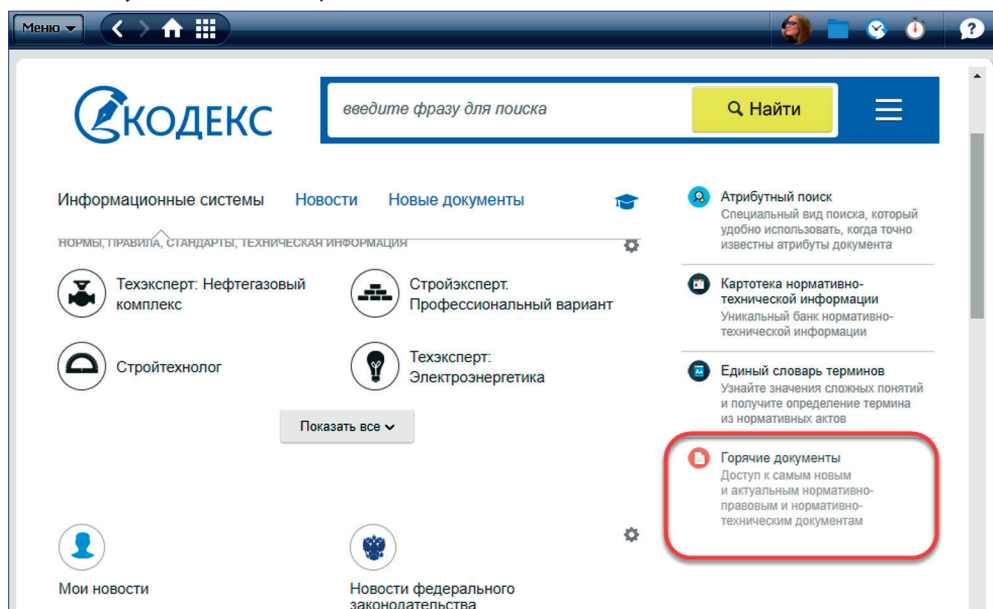 Меню
КОДЕКС
введите фразу для поиска
Найти
Информационные системы
Новости
Новые документы
НОРМЫ, ПРАВИЛА, СТАНДАРТЫ, ТЕХНИЧЕСКАЯ ИНФОРМАЦИЯ
Техэксперт: Нефтегазовый
комплекс
Стройэксперт.
Профессиональный вариант
Стройтехнолог
Техэксперт:
Электроэнергетика
Показать все
Мои новости
Новости федерального
законодательства
Атрибутный поиск
Специальный вид поиска, который
удобно использовать, когда точно
известны атрибуты документа
Картотека нормативно-
технической информации
Уникальный банк нормативно-
технической информации
Единый словарь терминов
Узнайте значения сложных понятий
и получите определение термина
из нормативных актов
Горячие документы
Доступ к самым новым
и актуальным нормативно-
правовым и нормативно-
техническим документам